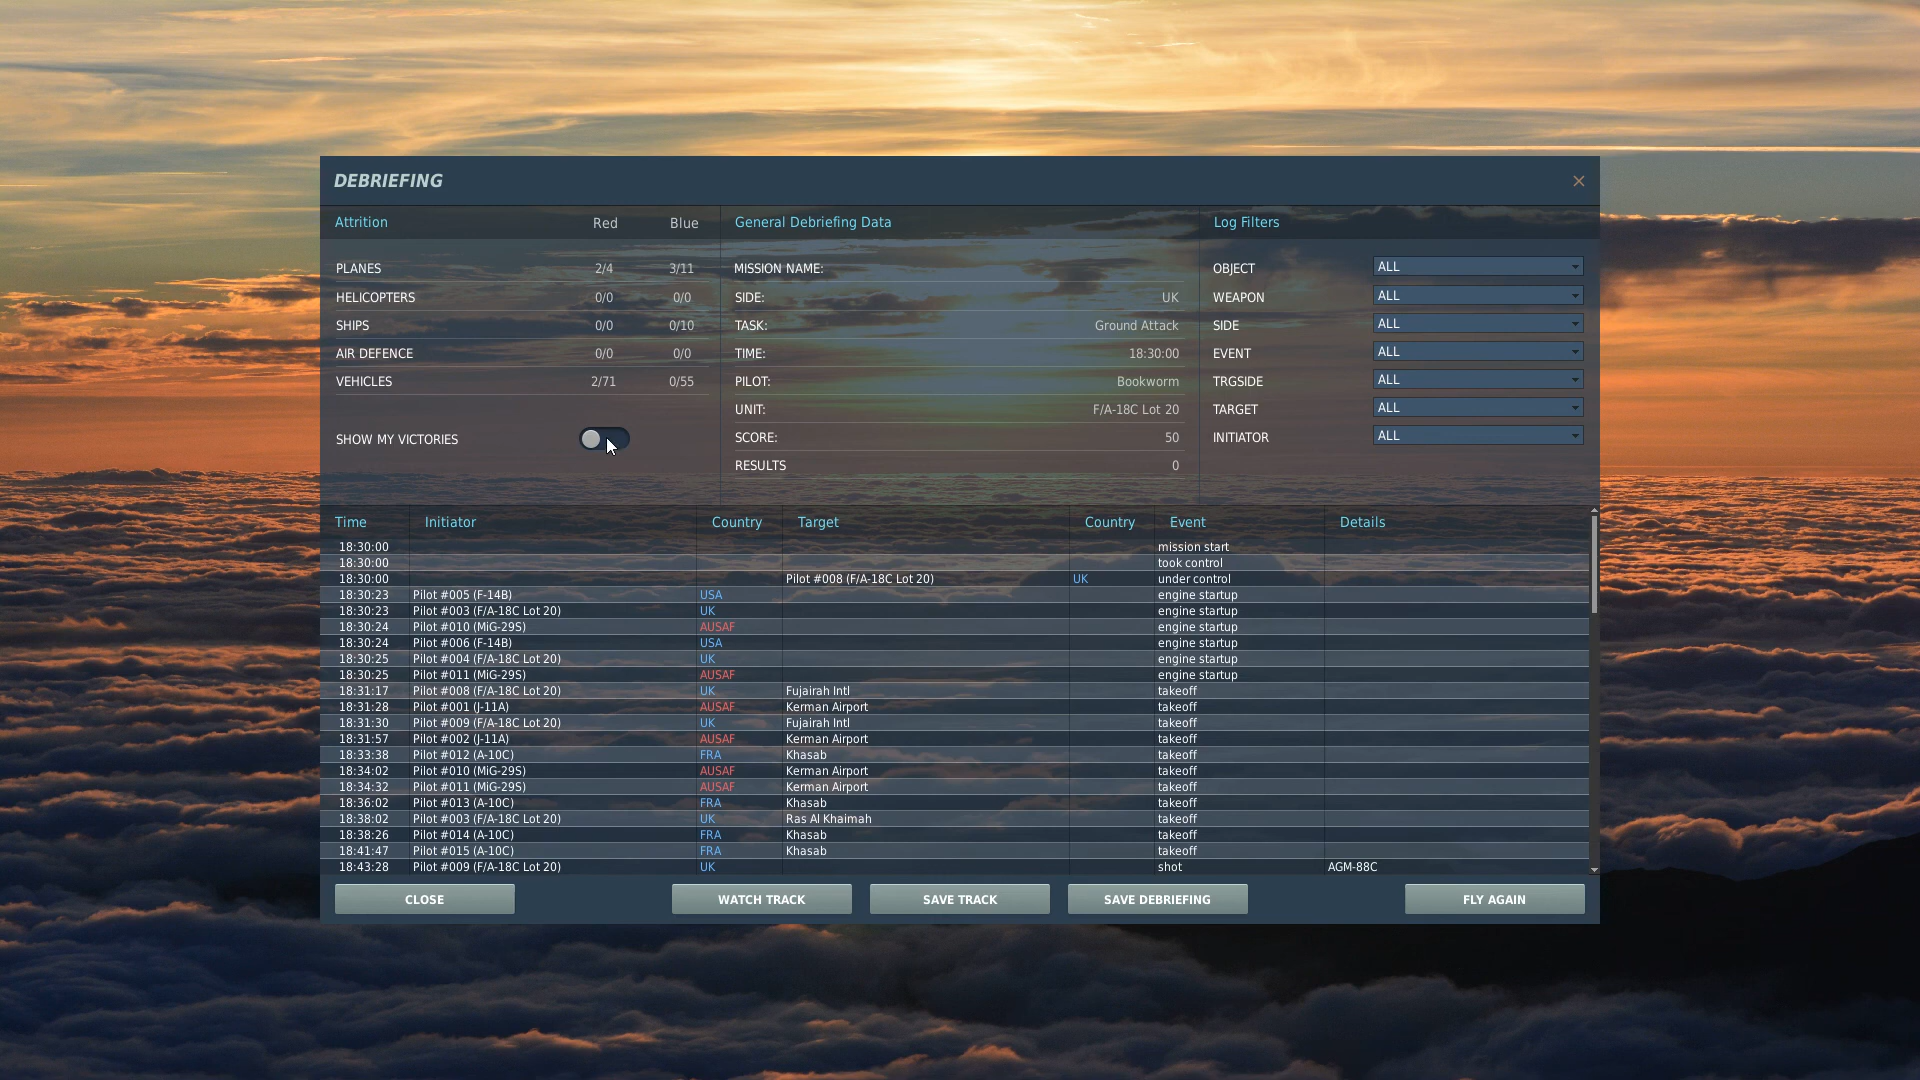 DEBRIEFING
Attrition Red Blue General Debriefing Data Log Filters
PLANES 2/4 3/11 MISSION NAME: OBJECT ALL
HELICOPTERS 0/0 0/0 SIDE: UK WEAPON ALL
SHIPS 0/0 0/10 TASK: Ground Attack SIDE ALL
AIR DEFENCE 0/0 0/0 TIME: 18:30:00 EVENT ALL
VEHICLES 2/71 0/55 PILOT: Bookworm TRGSIDE ALL
UNIT: F/A-18C Lot 20 TARGET ALL
SHOW MY VICTORIES SCORE: 50 INITIATOR ALL
RESULTS 0
Time Initiator Country Target Country Event Details
18:30:00 mission start
18:30:00 took control
18:30:00 Pilot #008 (F/A-18C Lot 20) UK under control
18:30:23 Pilot #005 (F-14B) USA engine startup
18:30:23 Pilot #003 (F/A-18C Lot 20) UK engine startup
18:30:24 Pilot #010 (MiG-29S) AUSAF engine startup
18:30:24 Pilot #006 (F-14B) USA engine startup
18:30:25 Pilot #004 (F/A-18C Lot 20) UK engine startup
18:30:25 Pilot #011 (MiG-29S) AUSAF engine startup
18:31:17 Pilot #008 (F/A-18C Lot 20) UK Fujairah Intl takeoff
18:31:28 Pilot #001 (J-11A) AUSAF Kerman Airport takeoff
18:31:30 Pilot #009 (F/A-18C Lot 20) UK Fujairah Intl takeoff
18:31:57 Pilot #002 (J-11A) AUSAF Kerman Airport takeoff
18:33:38 Pilot #012 (A-10C) FRA Khasab takeoff
18:34:02 Pilot #010 (MiG-29S) AUSAF Kerman Airport takeoff
18:34:32 Pilot #011 (MiG-29S) AUSAF Kerman Airport takeoff
18:36:02 Pilot #013 (A-10C) FRA Khasab takeoff
18:38:02 Pilot #003 (F/A-18C Lot 20) UK Ras Al Khaimah takeoff
18:38:26 Pilot #014 (A-10C) FRA Khasab takeoff
18:41:47 Pilot #015 (A-10C) FRA Khasab takeoff
18:43:28 Pilot #009 (F/A-18C Lot 20) UK shot AGM-88C
CLOSE WATCH TRACK SAVE TRACK SAVE DEBRIEFING FLY AGAIN